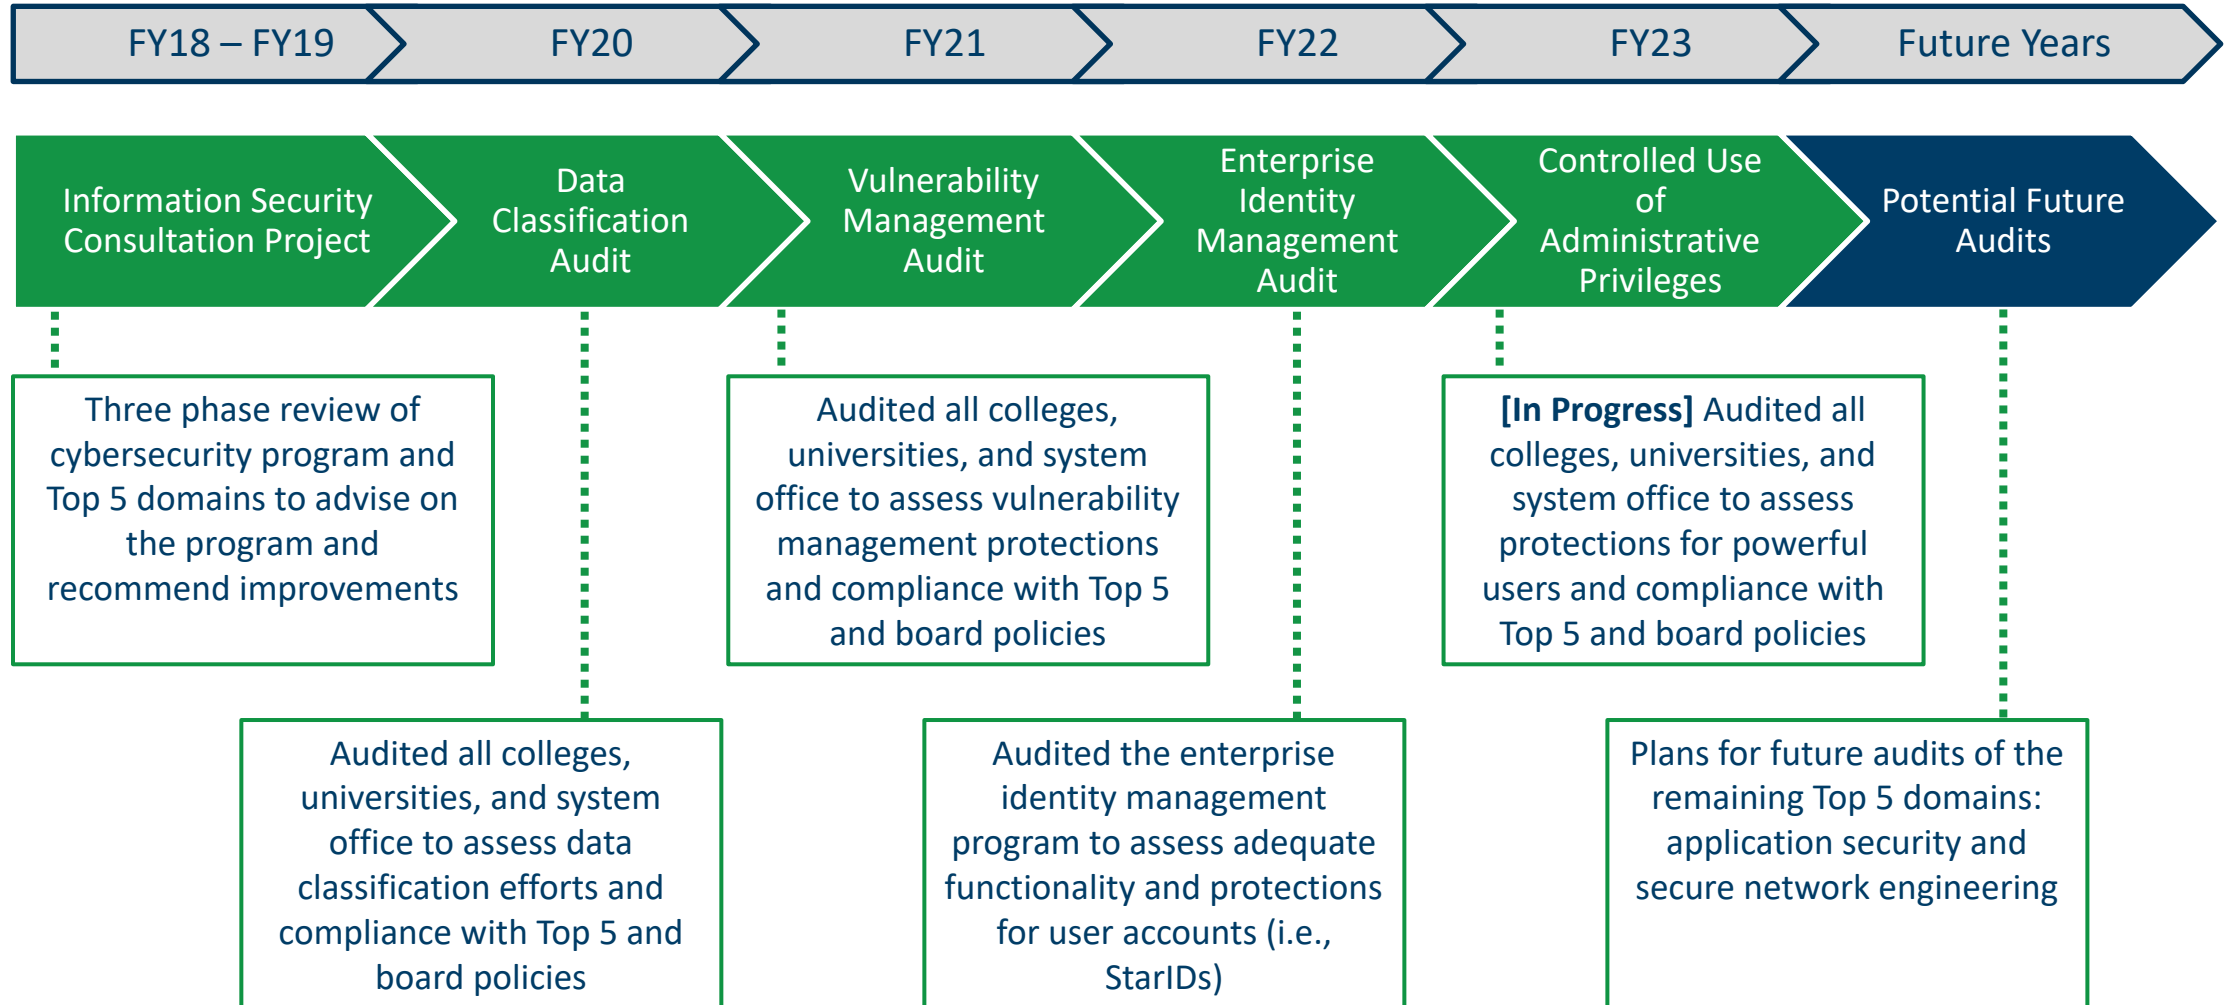 FY18 – FY19
FY20
FY21
FY22
FY23
Future Years
Information Security
Consultation Project
Data
Classification
Audit
Vulnerability
Management
Audit
Enterprise
Identity
Management
Audit
Controlled Use
of
Administrative
Privileges
Potential Future
Audits
Three phase review of
cybersecurity program and
Top 5 domains to advise on
the program and
recommend improvements
Audited all colleges,
universities, and system
office to assess vulnerability
management protections
and compliance with Top 5
and board policies
[In Progress] Audited all
colleges, universities, and
system office to assess
protections for powerful
users and compliance with
Top 5 and board policies
Audited all colleges,
universities, and system
office to assess data
classification efforts and
compliance with Top 5 and
board policies
Audited the enterprise
identity management
program to assess adequate
functionality and protections
for user accounts (i.e.,
StarIDs)
Plans for future audits of the
remaining Top 5 domains:
application security and
secure network engineering